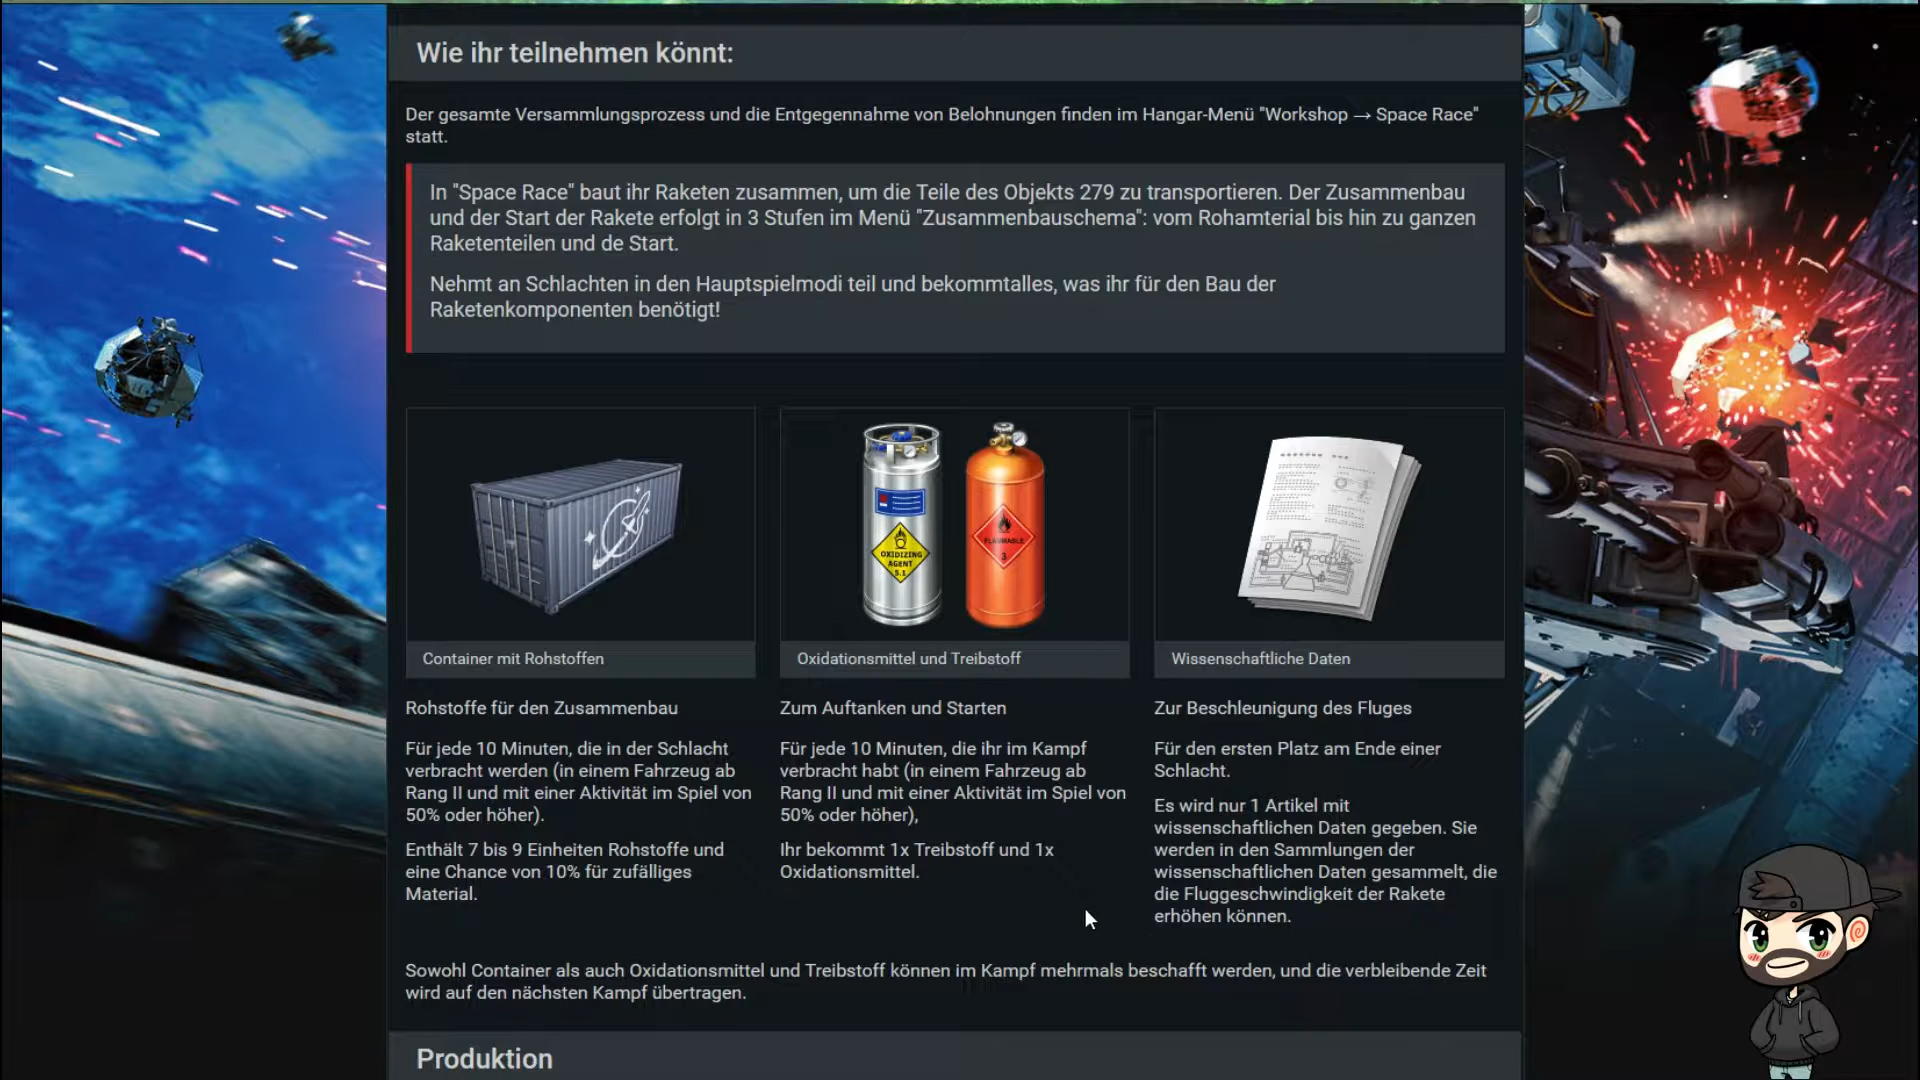 Wie ihr teilnehmen könnt:
Der gesamte Versammlungsprozess und die Entgegennahme von Belohnungen finden im Hangar-Menü "Workshop → Space Race"
statt.
In "Space Race" baut ihr Raketen zusammen, um die Teile des Objekts 279 zu transportieren. Der Zusammenbau
und der Start der Rakete erfolgt in 3 Stufen im Menü "Zusammenbauschema": vom Rohamterial bis hin zu ganzen
Raketenteilen und de Start.
Nehmt an Schlachten in den Hauptspielmodi teil und bekommtalles, was ihr für den Bau der
Raketenkomponenten benötigt!
OXIDIZING
AGENT
5.1
FLAMMABLE
3
Container mit Rohstoffen
Rohstoffe für den Zusammenbau
Für jede 10 Minuten, die in der Schlacht
verbracht werden (in einem Fahrzeug ab
Rang II und mit einer Aktivität im Spiel von
50% oder höher).
Enthält 7 bis 9 Einheiten Rohstoffe und
eine Chance von 10% für zufälliges
Material.
Oxidationsmittel und Treibstoff
Zum Auftanken und Starten
Für jede 10 Minuten, die ihr im Kampf
verbracht habt (in einem Fahrzeug ab
Rang II und mit einer Aktivität im Spiel von
50% oder höher),
Ihr bekommt 1x Treibstoff und 1x
Oxidationsmittel.
Wissenschaftliche Daten
Zur Beschleunigung des Fluges
Für den ersten Platz am Ende einer
Schlacht.
Es wird nur 1 Artikel mit
wissenschaftlichen Daten gegeben. Sie
werden in den Sammlungen der
wissenschaftlichen Daten gesammelt, die
die Fluggeschwindigkeit der Rakete
erhöhen können.
Sowohl Container als auch Oxidationsmittel und Treibstoff können im Kampf mehrmals beschafft werden, und die verbleibende Zeit
wird auf den nächsten Kampf übertragen.
Produktion